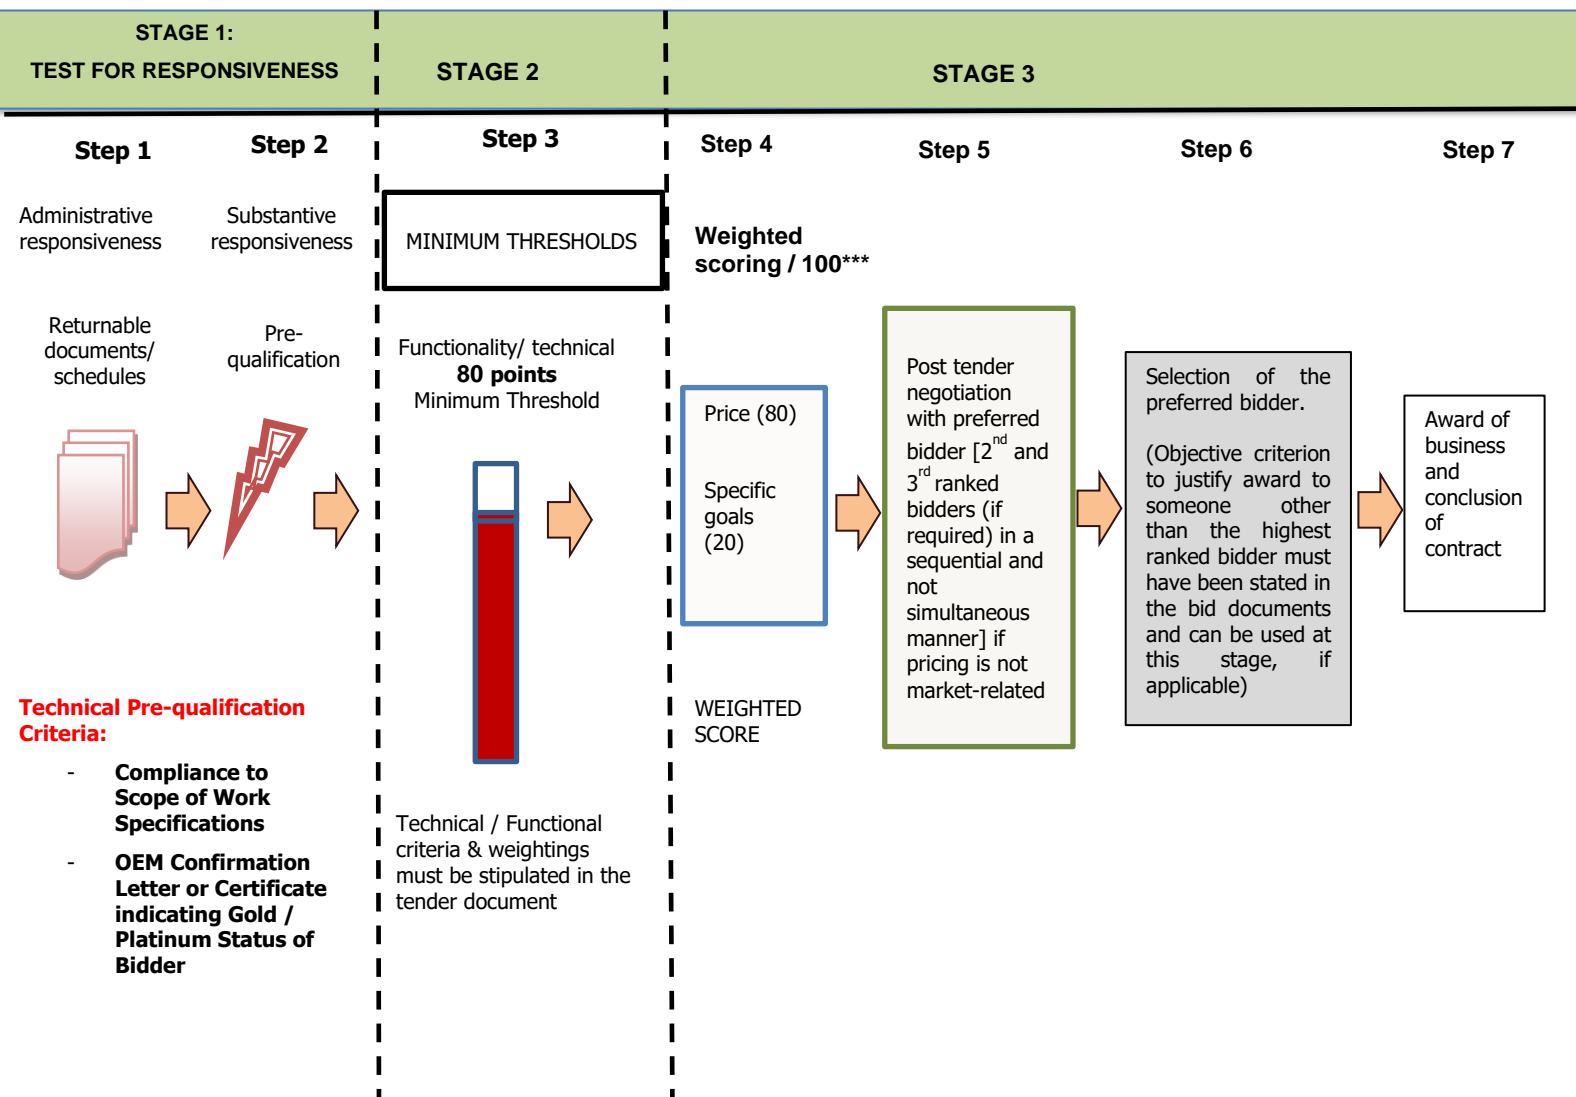 STAGE 1:
TEST FOR RESPONSIVENESS
STAGE 2
STAGE 3
Step 1
Step 2
Step 3
Step 4
Step 5
Step 6
Step 7
Administrative
responsiveness
Substantive
responsiveness
MINIMUM THRESHOLDS
Weighted
scoring / 100***
Returnable
documents/
schedules
Pre-
qualification
Functionality/ technical
80 points
Minimum Threshold
Price (80)
Specific
goals
(20)
Post tender
negotiation
with preferred
bidder [2nd and
3rd ranked
bidders (if
required) in a
sequential and
not
simultaneous
manner] if
pricing is not
market-related
Selection of the
preferred bidder.
(Objective criterion
to justify award to
someone other
than the highest
ranked bidder must
have been stated in
the bid documents
and can be used at
this stage, if
applicable)
Award of
business
and
conclusion
of
contract
Technical Pre-qualification
Criteria:
- Compliance to
Scope of Work
Specifications
- OEM Confirmation
Letter or Certificate
indicating Gold /
Platinum Status of
Bidder
Technical / Functional
criteria & weightings
must be stipulated in the
tender document
WEIGHTED
SCORE